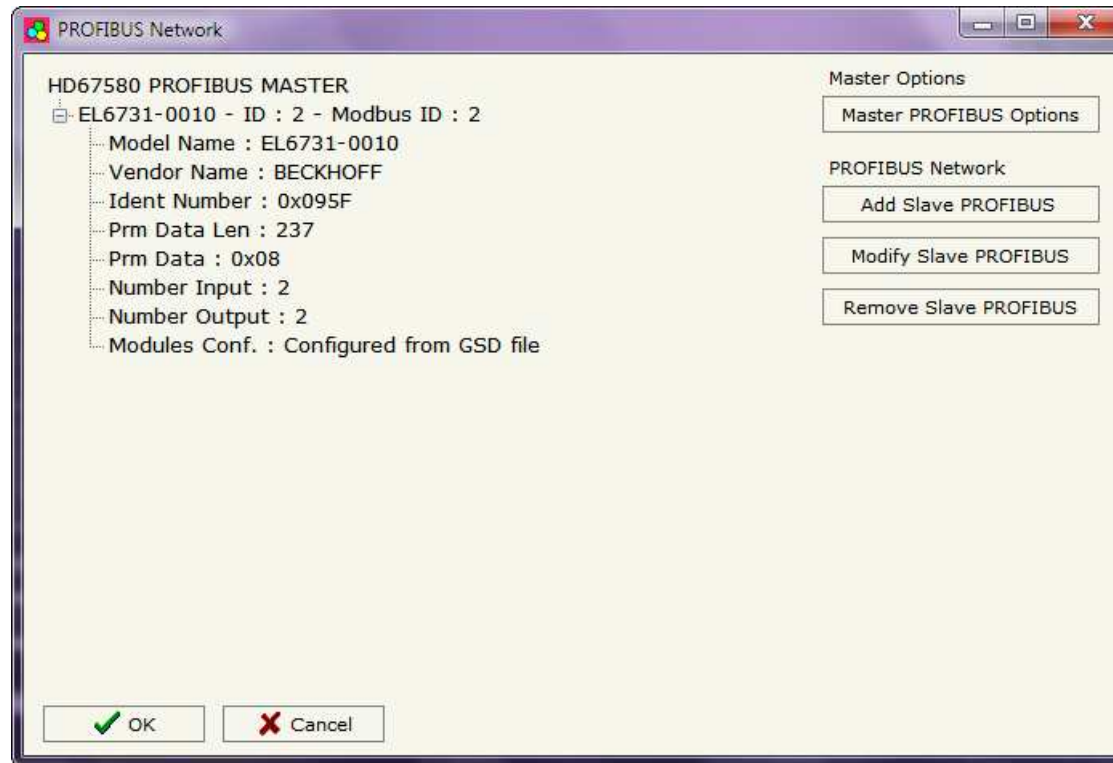 PROFIBUS Network
HD67580 PROFIBUS MASTER
EL6731-0010 - ID : 2 - Modbus ID : 2
Model Name : EL6731-0010
Vendor Name : BECKHOFF
Ident Number : 0x095F
Prm Data Len : 237
Prm Data : 0x08
Number Input : 2
Number Output : 2
Modules Conf. : Configured from GSD file
Master Options
Master PROFIBUS Options
PROFIBUS Network
Add Slave PROFIBUS
Modify Slave PROFIBUS
Remove Slave PROFIBUS
OK
Cancel